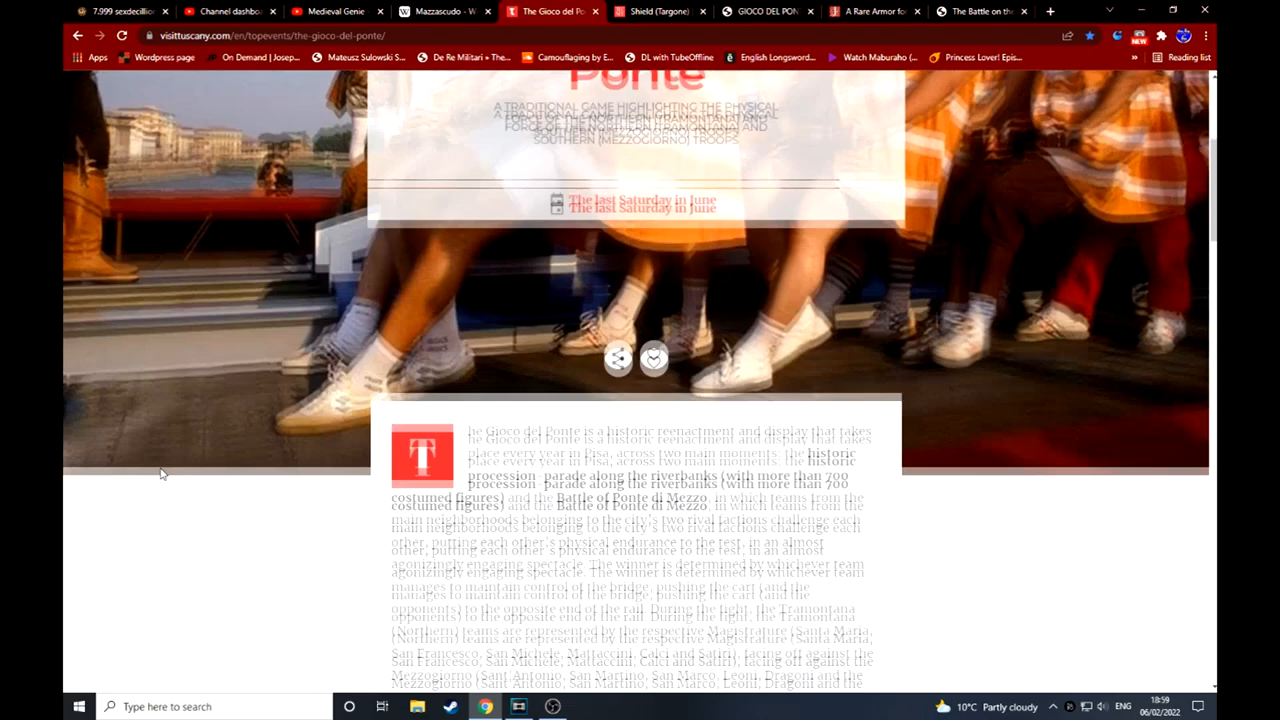 7.999 sexdecillio
Channel dashbo
Medieval Genie
Mazzascudo - W
The Gioco del Po
Shield (Targone)
GIOCO DEL PON
A Rare Armor fo
The Battle on the
visittuscany.com/en/topevents/the-gioco-del-ponte/
Apps
Wordpress page
On Demand | Josep...
Mateusz Sulowski S...
De Re Militari » The...
Camouflaging by E...
DL with TubeOffline
English Longsword...
Watch Maburaho (...
Princess Lover! Epis...
»
Reading list
NEW
Ponte
A TRADITIONAL GAME HIGHLIGHTING THE PHYSICAL
FORCE OF THE NORTHERN (TRAMONTANA) AND
SOUTHERN (MEZZOGIORNO) TROOPS
The last Saturday in June
The Gioco del Ponte is a historic reenactment and display that takes
place every year in Pisa, across two main moments: the historic
procession-parade along the riverbanks (with more than 700
costumed figures) and the Battle of Ponte di Mezzo, in which teams from the
main neighborhoods belonging to the city's two rival factions challenge each
other, putting each other's physical endurance to the test, in an almost
agonizingly engaging spectacle. The winner is determined by whichever team
manages to maintain control of the bridge, pushing the cart (and the
opponents) to the opposite end of the rail. During the fight, the Tramontana
(Northern) teams are represented by the respective Magistrature (Santa Maria,
San Francesco, San Michele, Mattaccini, Calci and Satiri), facing off against the
Mezzogiorno (Sant'Antonio, San Martino, San Marco, Leoni, Dragoni and the
Type here to search
10°C Partly cloudy
ENG
18:59
06/02/2022